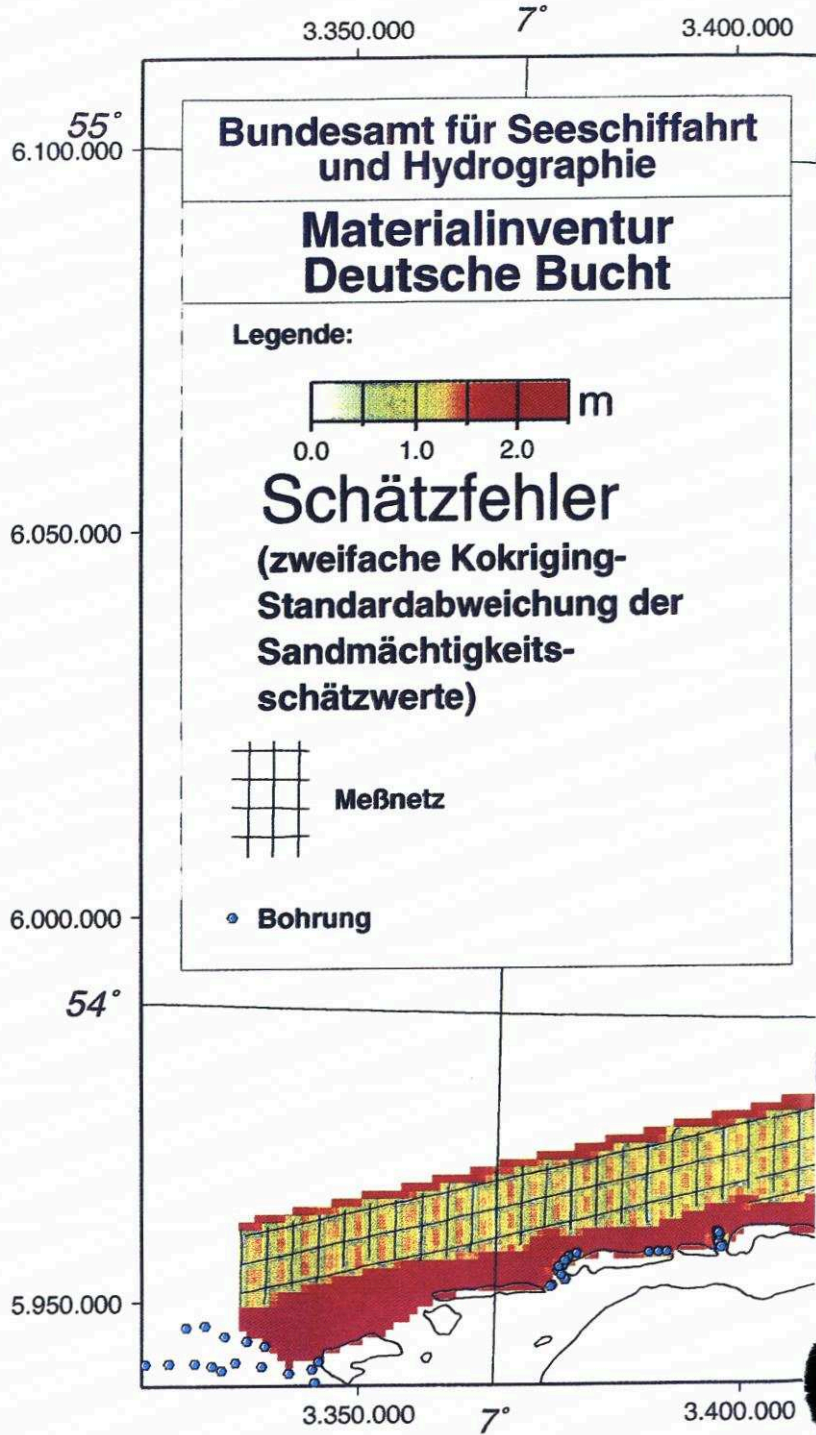 7°
3.350.000
3.400.000
55°
6.100.000
Bundesamt für Seeschiffahrt
und Hydrographie
Materialinventur
Deutsche Bucht
Legende:
m
0.0
1.0
2.0
Schätzfehler
6.050.000
(zweifache Kokriging-
Standardabweichung der
Sandmächtigkeits-
schätzwerte)
Meßnetz
6.000.000
Bohrung
54°
5.950.000
3.350.000
7°
3.400.000